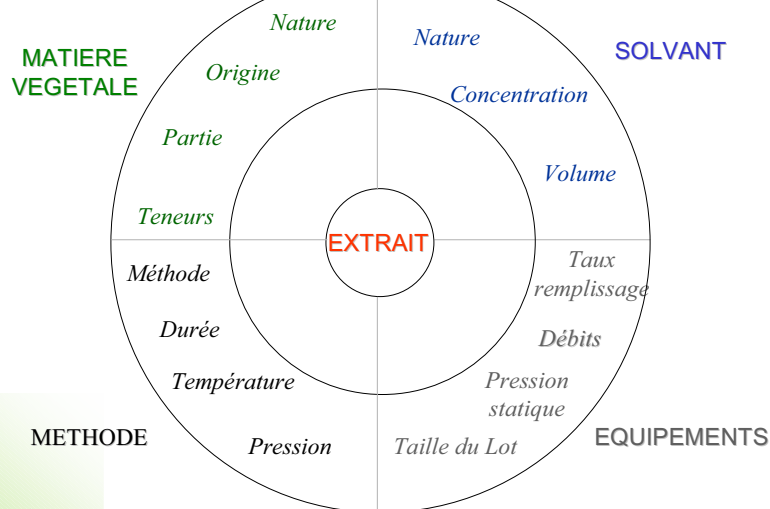 MATIERE
VEGETALE
Nature
Origine
Partie
Teneurs
SOLVANT
Nature
Concentration
Volume
EXTRAIT
METHODE
Méthode
Durée
Température
Pression
EQUIPEMENTS
Taux
remplissage
Débits
Pression
statique
Taille du Lot